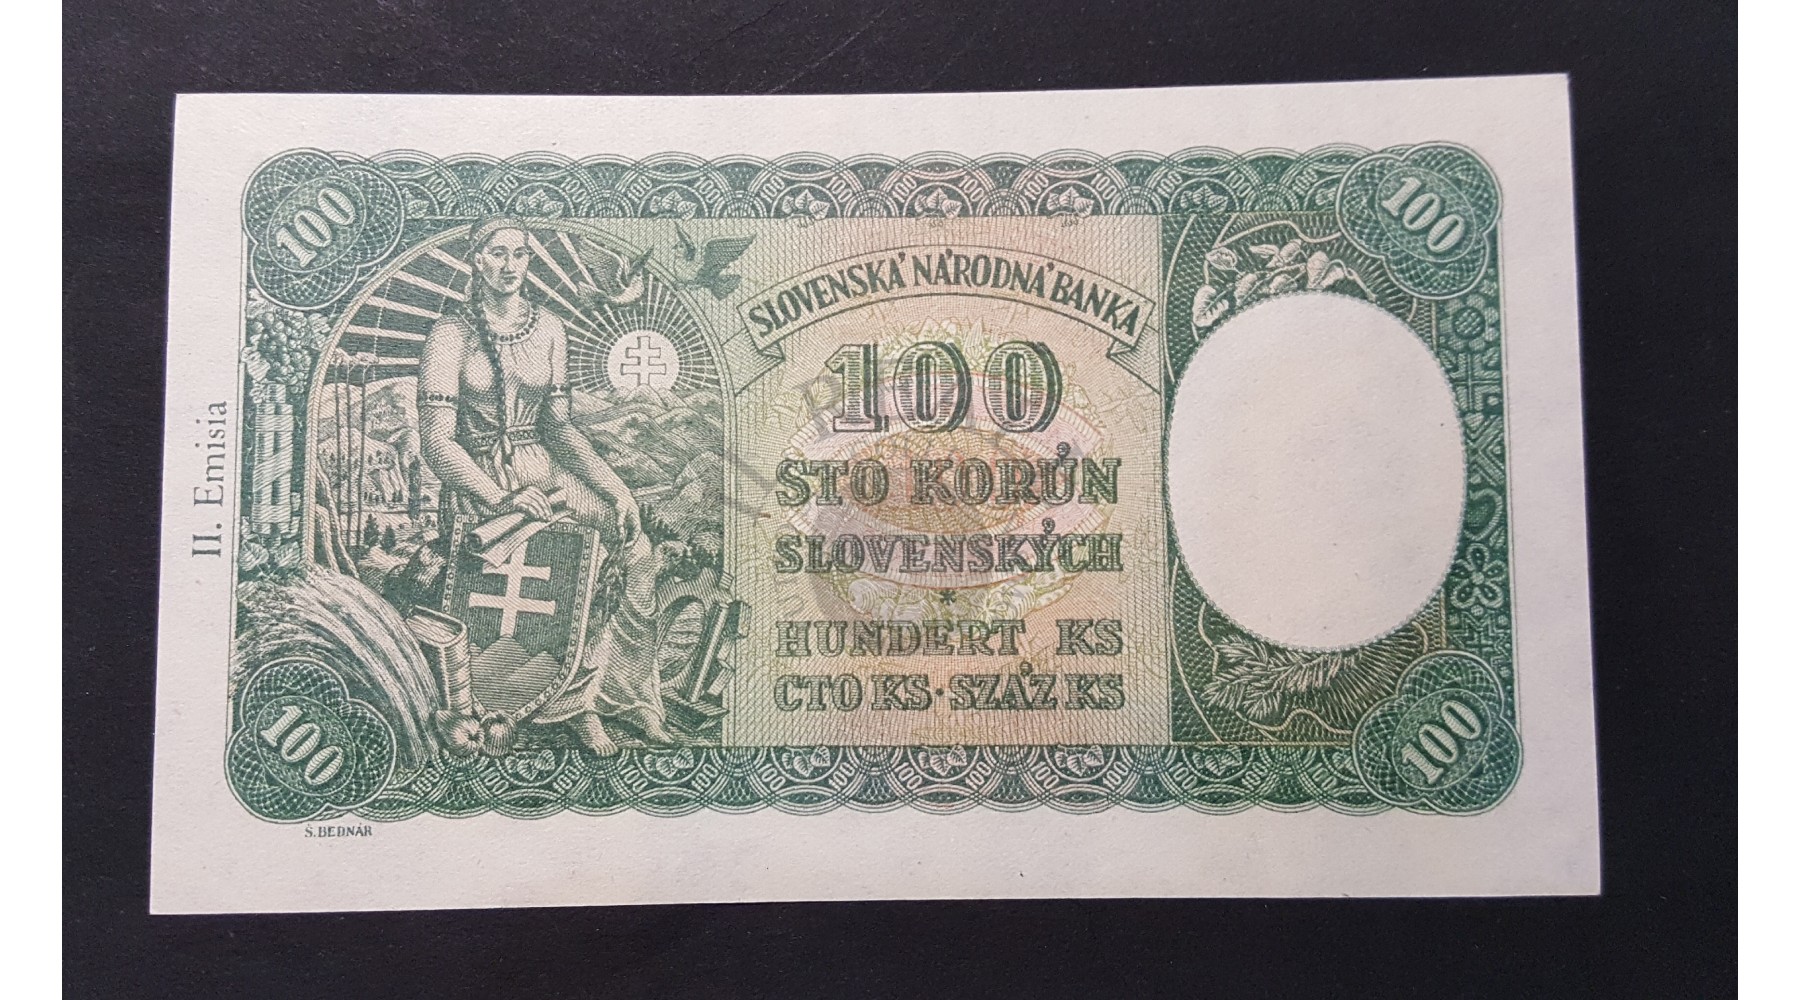 100
100
SLOVENSKÁ NÁRODNÁ BANKA
100
STO KORÚN
SLOVENSKÝCH
*
HUNDERT KS
СТО KS · SZÁZ KS
II. Emisia
100
100
Š. BEDNÁR